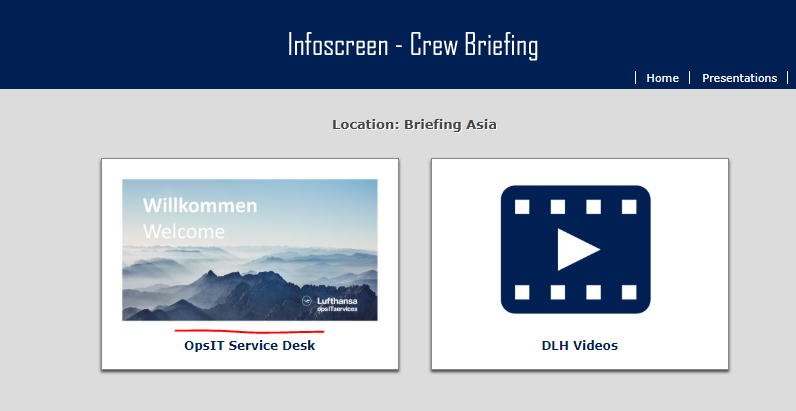 Infoscreen - Crew Briefing
Home
Presentations
Location: Briefing Asia
Willkommen
Welcome
Lufthansa
opsITservices
OpsIT Service Desk
DLH Videos